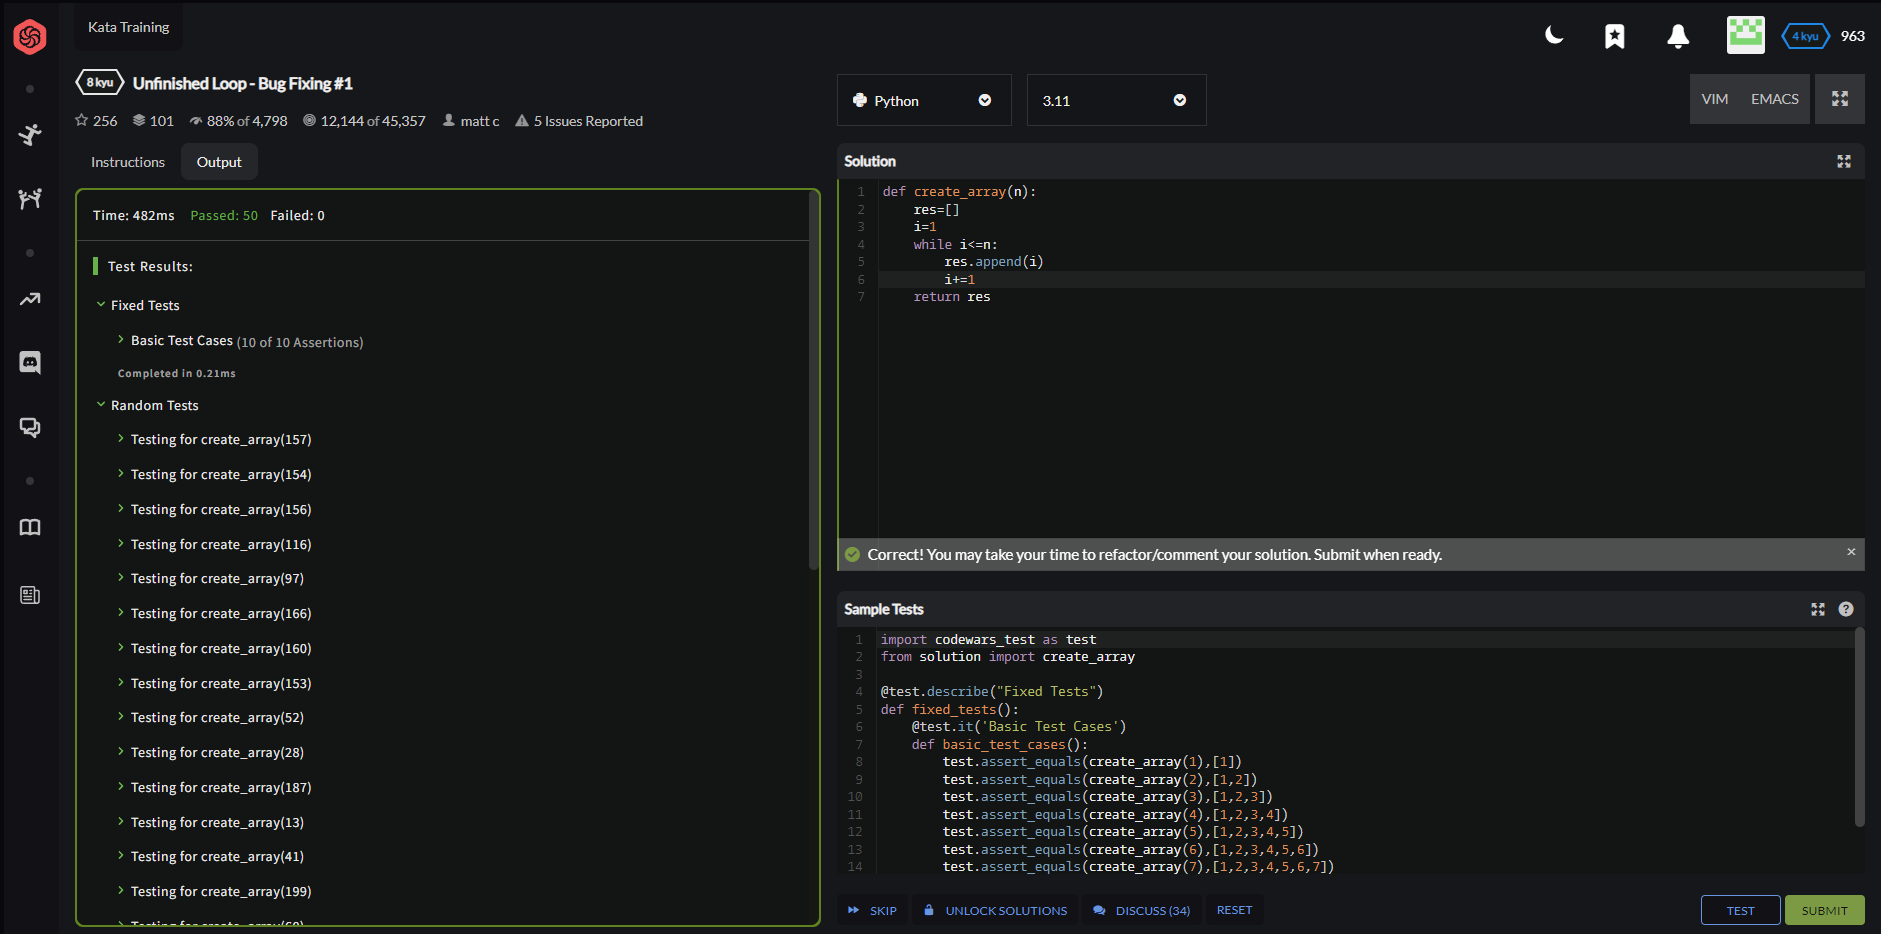 Kata Training
4 kyu 963
8 kyu Unfinished Loop - Bug Fixing #1
256 101 88% of 4,798 12,144 of 45,357 matt c 5 Issues Reported
Instructions Output
Time: 482ms Passed: 50 Failed: 0
Test Results:
Fixed Tests
Basic Test Cases (10 of 10 Assertions)
Completed in 0.21ms
Random Tests
Testing for create_array(157)
Testing for create_array(154)
Testing for create_array(156)
Testing for create_array(116)
Testing for create_array(97)
Testing for create_array(166)
Testing for create_array(160)
Testing for create_array(153)
Testing for create_array(52)
Testing for create_array(28)
Testing for create_array(187)
Testing for create_array(13)
Testing for create_array(41)
Testing for create_array(199)
Python 3.11 VIM EMACS
Solution
1 def create_array(n):
2     res=[]
3     i=1
4     while i<=n:
5         res.append(i)
6         i+=1
7     return res
Correct! You may take your time to refactor/comment your solution. Submit when ready.
Sample Tests
1 import codewars_test as test
2 from solution import create_array
3
4 @test.describe("Fixed Tests")
5 def fixed_tests():
6     @test.it('Basic Test Cases')
7     def basic_test_cases():
8         test.assert_equals(create_array(1),[1])
9         test.assert_equals(create_array(2),[1,2])
10         test.assert_equals(create_array(3),[1,2,3])
11         test.assert_equals(create_array(4),[1,2,3,4])
12         test.assert_equals(create_array(5),[1,2,3,4,5])
13         test.assert_equals(create_array(6),[1,2,3,4,5,6])
14         test.assert_equals(create_array(7),[1,2,3,4,5,6,7])
SKIP UNLOCK SOLUTIONS DISCUSS (34) RESET TEST SUBMIT